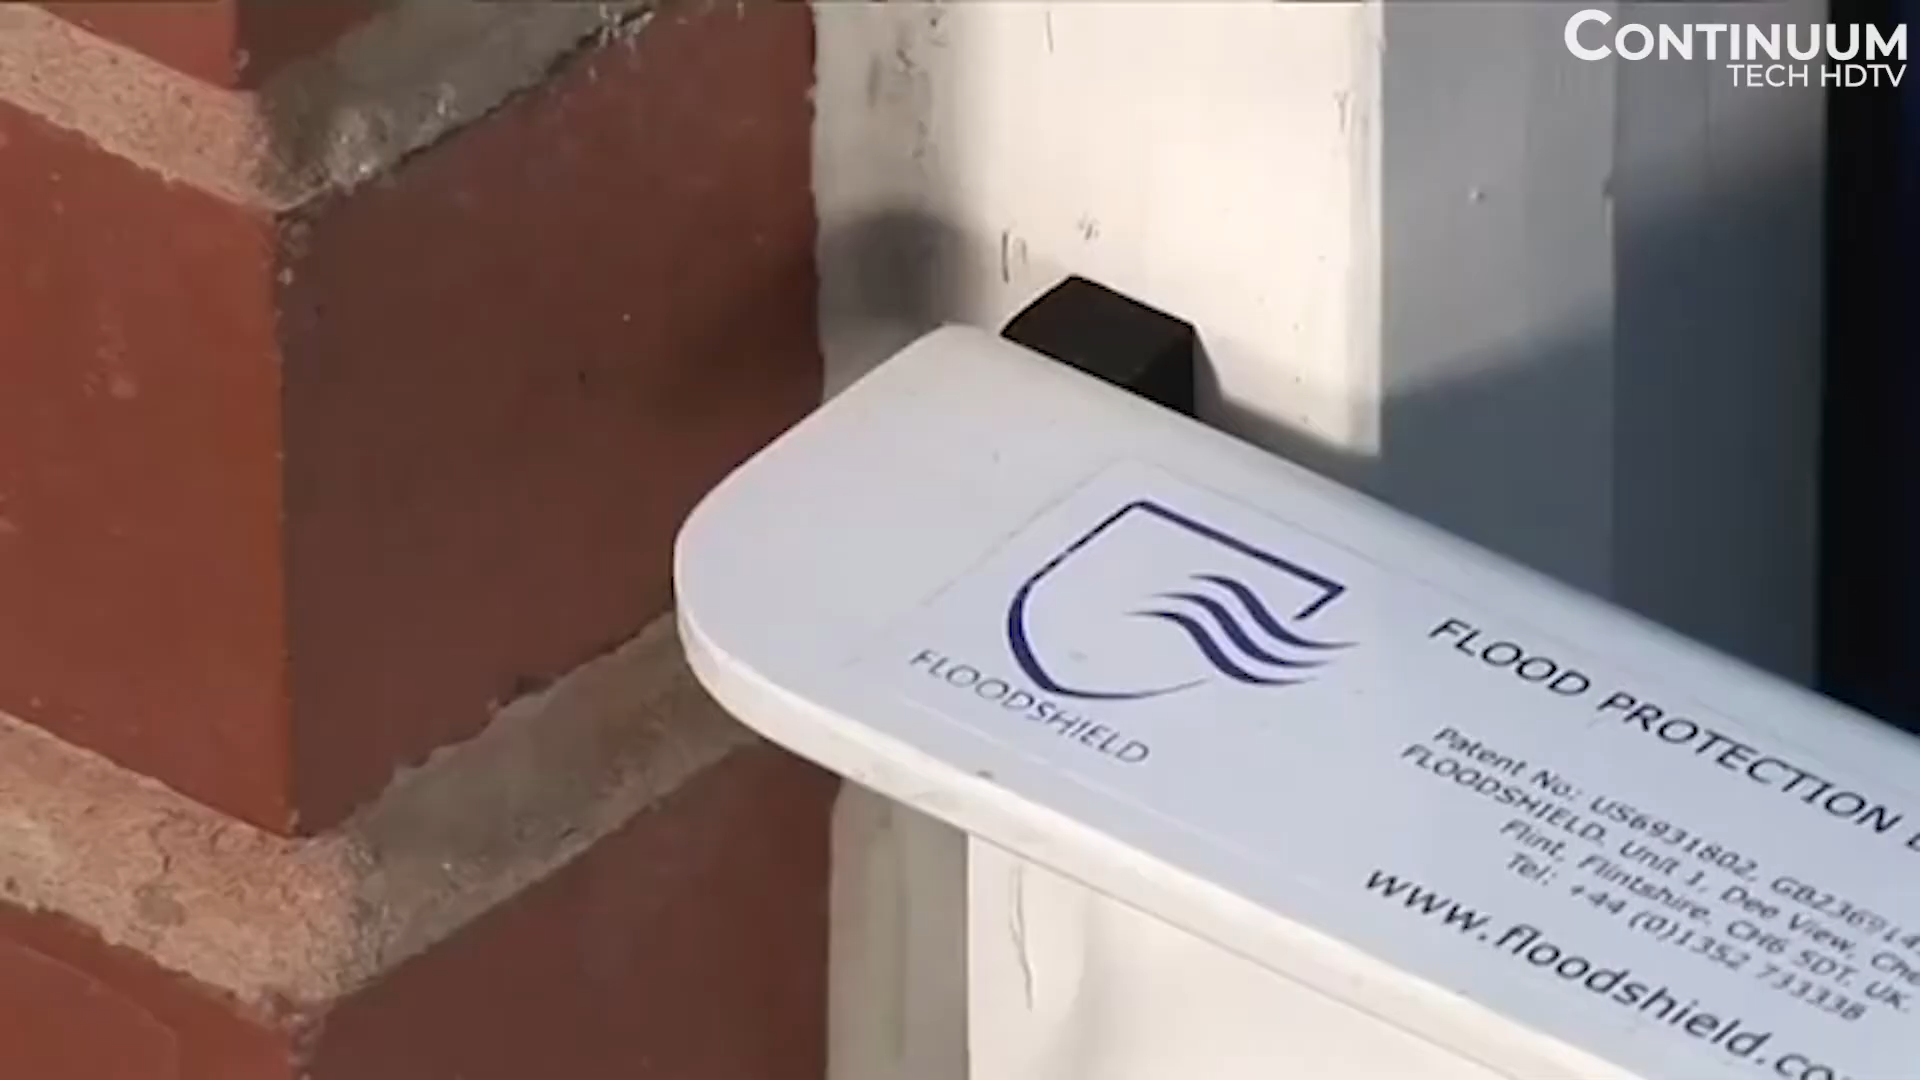 CONTINUUM
TECH HDTV
FLOODSHIELD
FLOOD PROTECTION
Patent No: US6931802, GB236914
FLOODSHIELD, Unit 1, Dee View, Che
Flint, Flintshire, CH6 5DT, UK.
Tel: +44 (0)1352 733338
www.floodshield.co